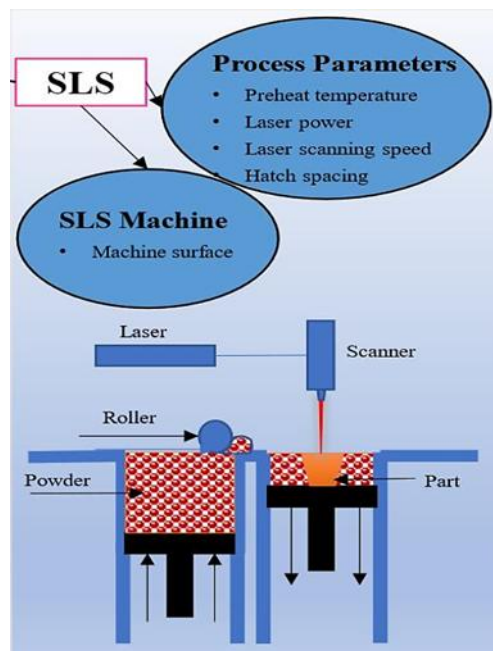 SLS
Process Parameters
• Preheat temperature
• Laser power
• Laser scanning speed
• Hatch spacing
SLS Machine
• Machine surface
Laser
Scanner
Roller
Powder
Part